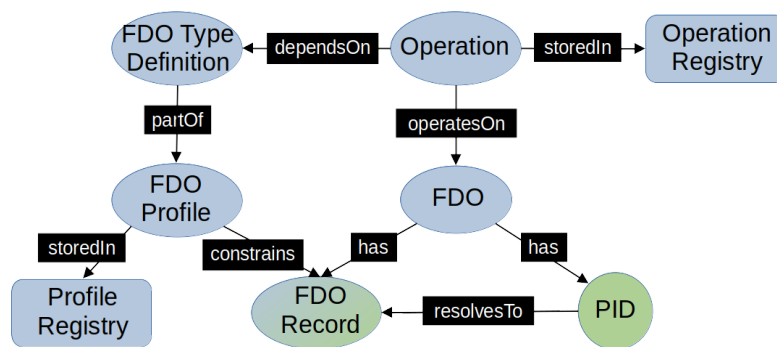 FDO Type
Definition
dependsOn
Operation
storedIn
Operation
Registry
partOf
operatesOn
FDO
Profile
FDO
storedIn
constrains
has
has
Profile
Registry
FDO
Record
resolvesTo
PID